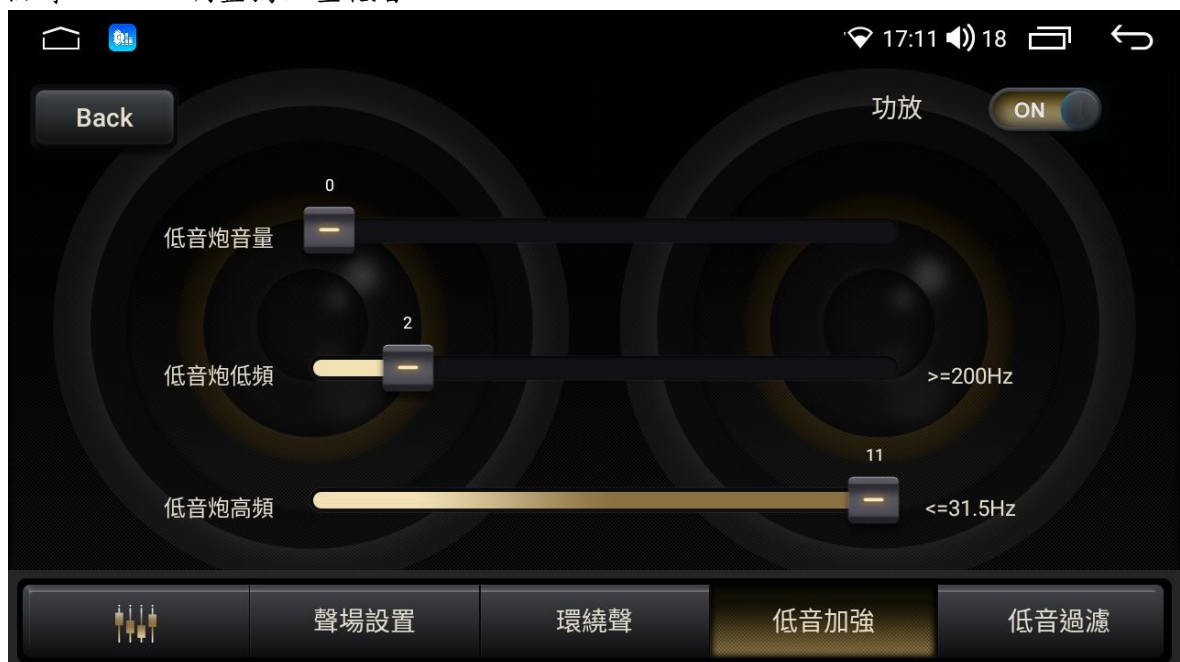 17:11 18
Back
功放 ON
0
低音炮音量
2
低音炮低頻 >=200Hz
11
低音炮高頻 <=31.5Hz
聲場設置 環繞聲 低音加強 低音過濾